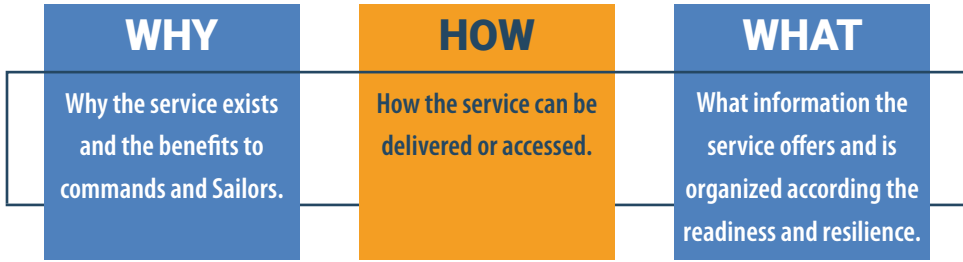 WHY
Why the service exists
and the benefits to
commands and Sailors.
HOW
How the service can be
delivered or accessed.
WHAT
What information the
service offers and is
organized according the
readiness and resilience.